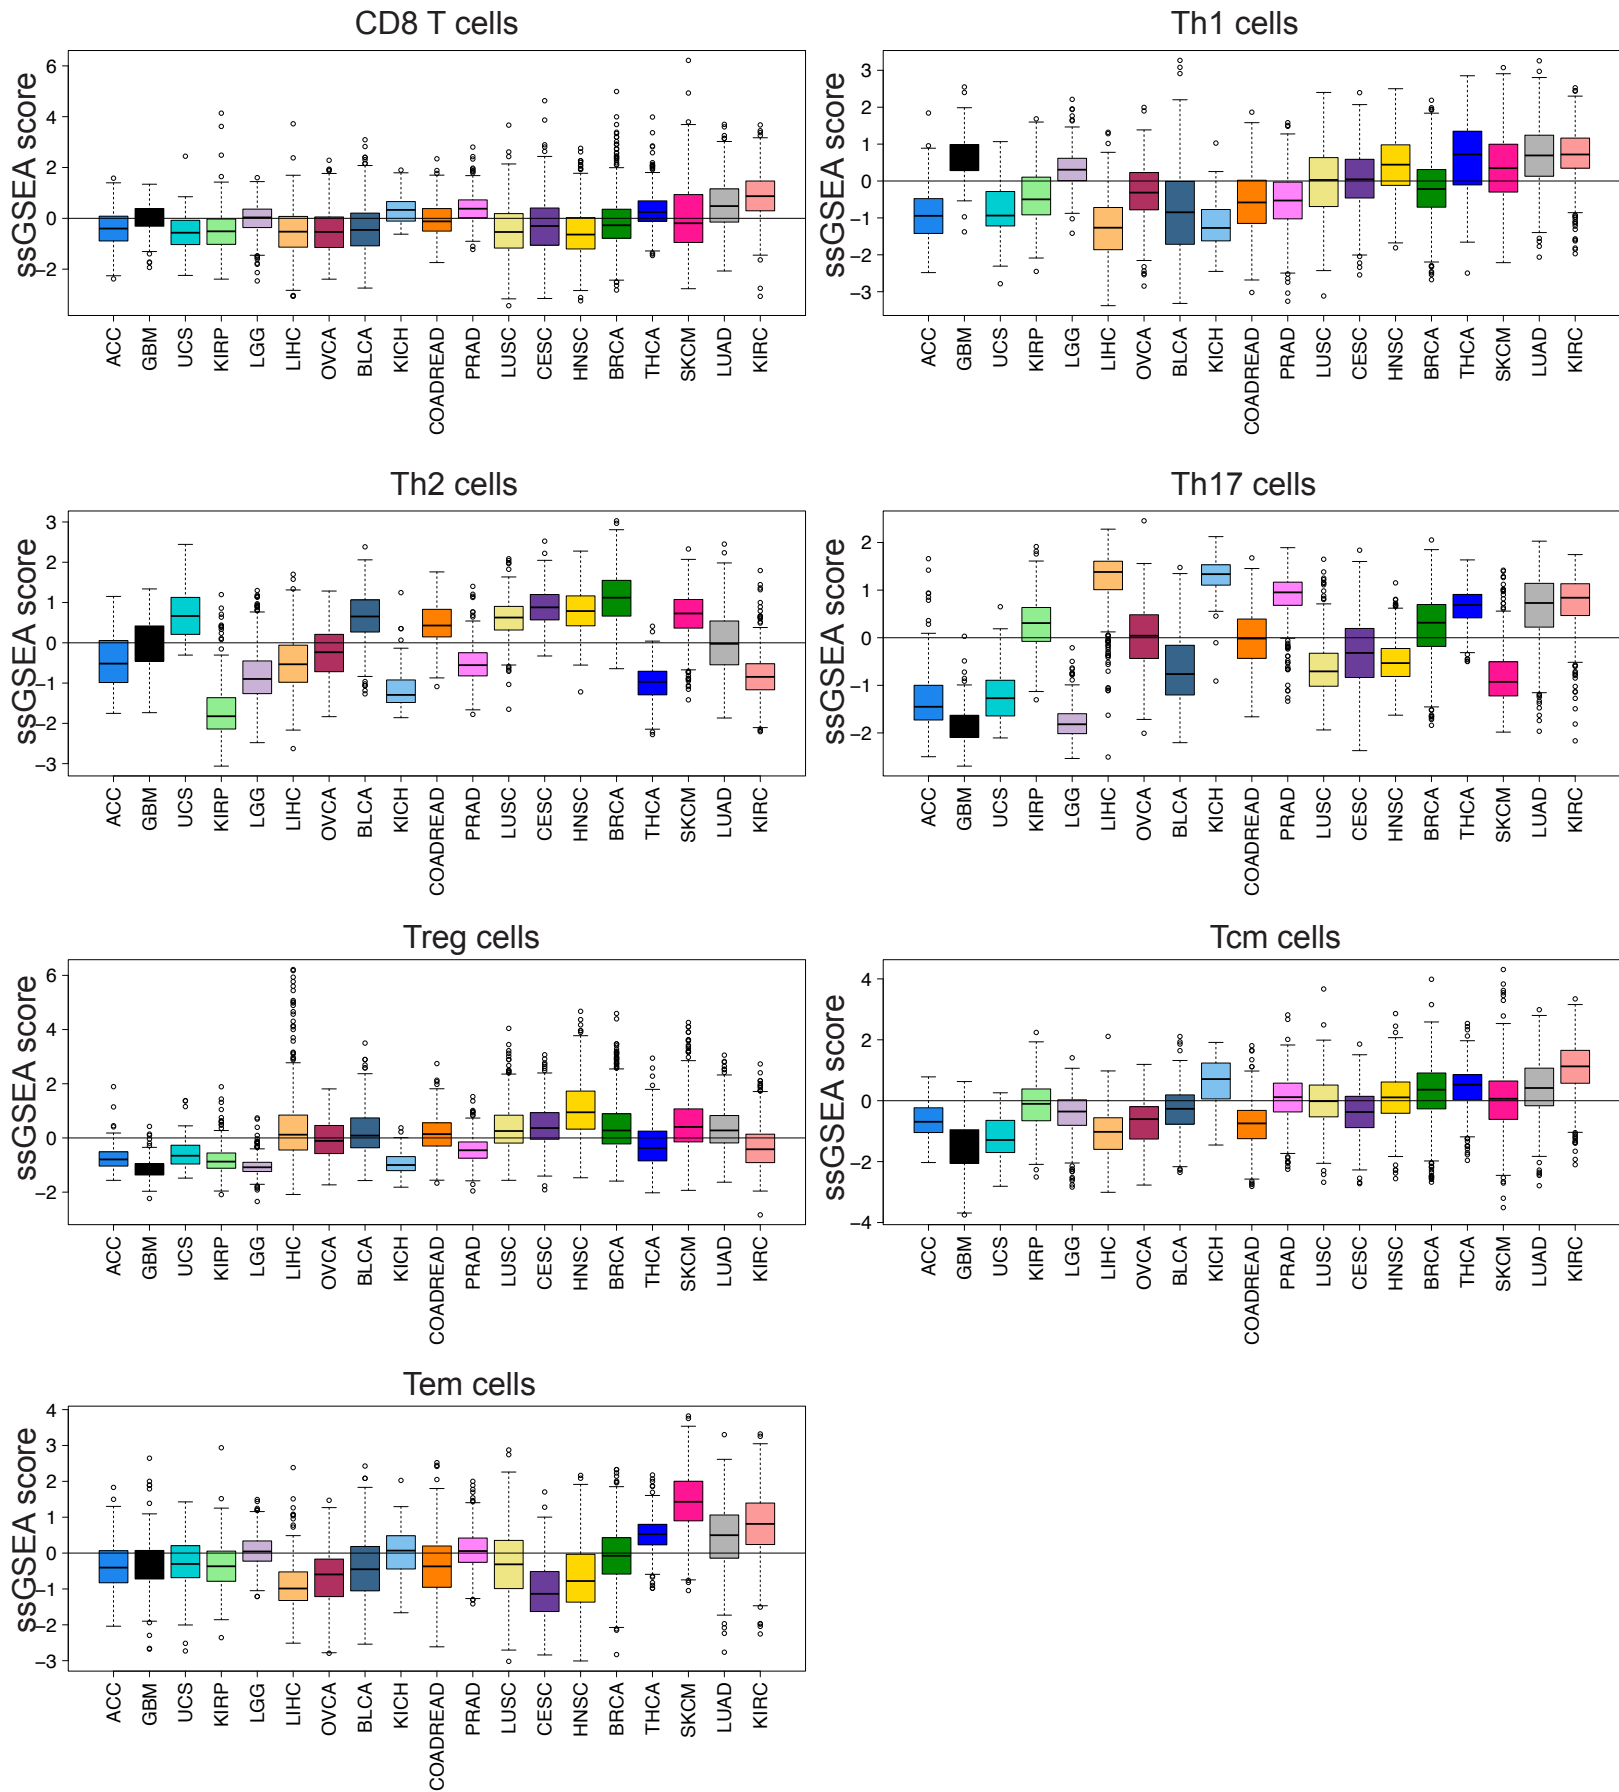 CD8 T cells
ssGSEA score
6
4
2
0
−2
ACC
GBM
UCS
KIRP
LGG
LIHC
OVCA
BLCA
KICH
COADREAD
PRAD
LUSC
CESC
HNSC
BRCA
THCA
SKCM
LUAD
KIRC
Th1 cells
ssGSEA score
3
2
1
0
−1
−2
−3
ACC
GBM
UCS
KIRP
LGG
LIHC
OVCA
BLCA
KICH
COADREAD
PRAD
LUSC
CESC
HNSC
BRCA
THCA
SKCM
LUAD
KIRC
Th2 cells
ssGSEA score
3
2
1
0
−1
−2
−3
ACC
GBM
UCS
KIRP
LGG
LIHC
OVCA
BLCA
KICH
COADREAD
PRAD
LUSC
CESC
HNSC
BRCA
THCA
SKCM
LUAD
KIRC
Th17 cells
ssGSEA score
2
1
0
−1
−2
ACC
GBM
UCS
KIRP
LGG
LIHC
OVCA
BLCA
KICH
COADREAD
PRAD
LUSC
CESC
HNSC
BRCA
THCA
SKCM
LUAD
KIRC
Treg cells
ssGSEA score
6
4
2
0
−2
ACC
GBM
UCS
KIRP
LGG
LIHC
OVCA
BLCA
KICH
COADREAD
PRAD
LUSC
CESC
HNSC
BRCA
THCA
SKCM
LUAD
KIRC
Tcm cells
ssGSEA score
4
2
0
−2
−4
ACC
GBM
UCS
KIRP
LGG
LIHC
OVCA
BLCA
KICH
COADREAD
PRAD
LUSC
CESC
HNSC
BRCA
THCA
SKCM
LUAD
KIRC
Tem cells
ssGSEA score
4
3
2
1
0
−1
−2
−3
ACC
GBM
UCS
KIRP
LGG
LIHC
OVCA
BLCA
KICH
COADREAD
PRAD
LUSC
CESC
HNSC
BRCA
THCA
SKCM
LUAD
KIRC